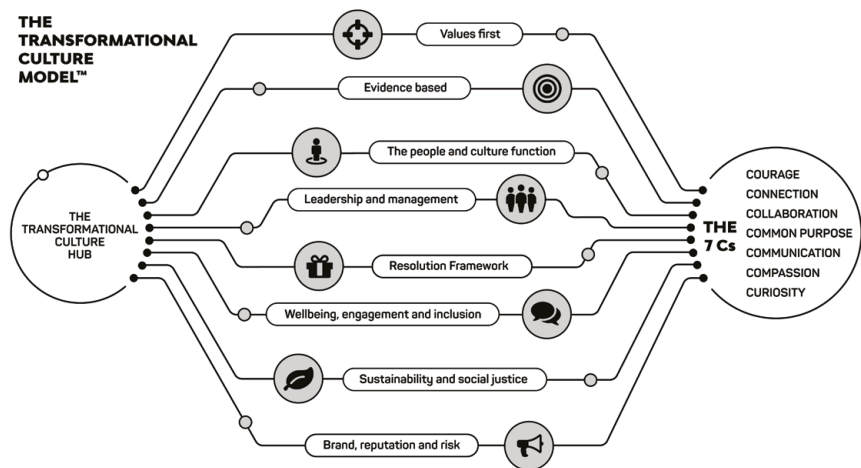 THE
TRANSFORMATIONAL
CULTURE
MODEL™
Values first
Evidence based
The people and culture function
Leadership and management
Resolution Framework
Wellbeing, engagement and inclusion
Sustainability and social justice
Brand, reputation and risk
THE
TRANSFORMATIONAL
CULTURE
HUB
THE
7 Cs
COURAGE
CONNECTION
COLLABORATION
COMMON PURPOSE
COMMUNICATION
COMPASSION
CURIOSITY